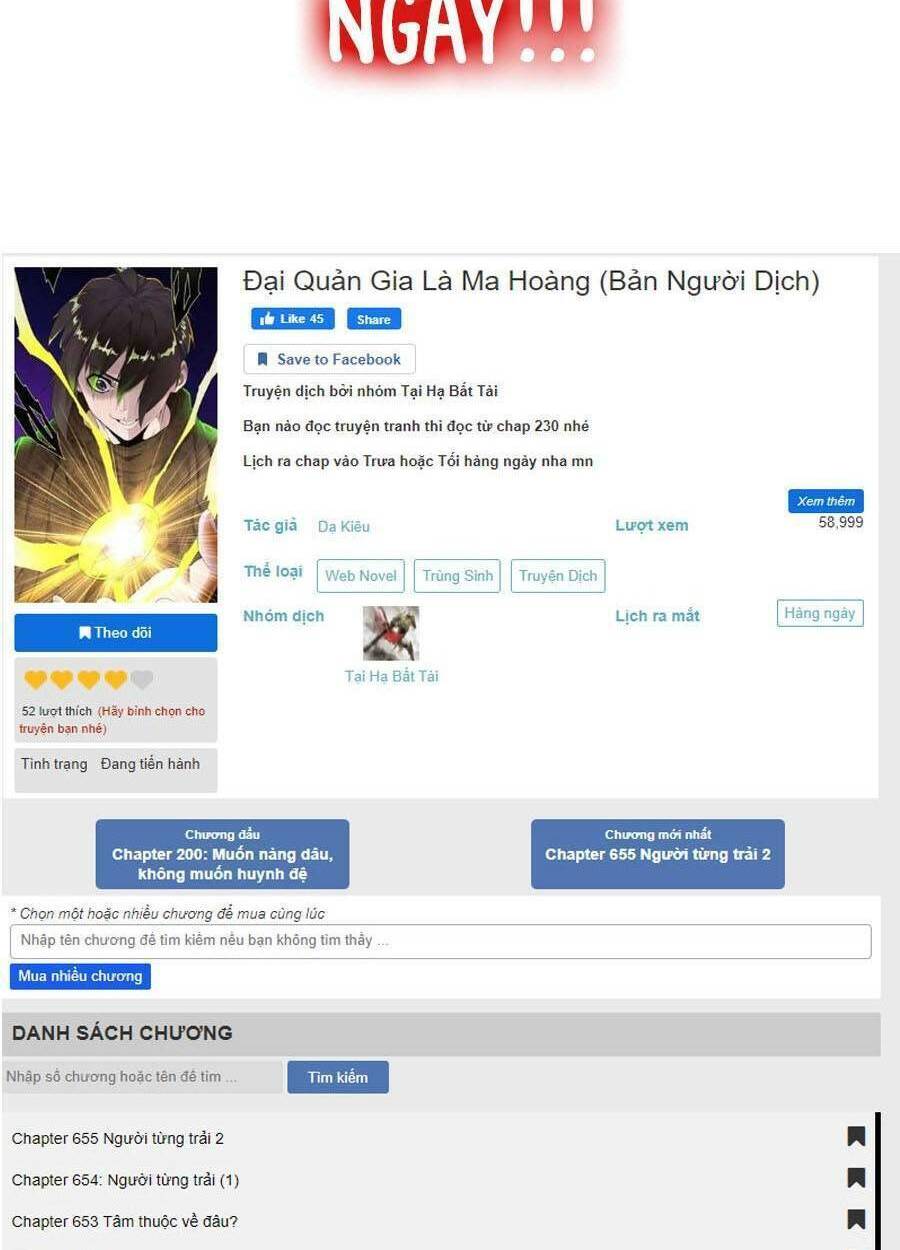 NGAY!!!
Đại Quản Gia Là Ma Hoàng (Bản Người Dịch)
Like 45 Share
Save to Facebook
Truyện dịch bởi nhóm Tại Hạ Bất Tài
Bạn nào đọc truyện tranh thì đọc từ chap 230 nhé
Lịch ra chap vào Trưa hoặc Tối hàng ngày nha mn
Xem thêm
Tác giả Dạ Kiêu Lượt xem 58,999
Thể loại Web Novel Trùng Sinh Truyện Dịch
Nhóm dịch Lịch ra mắt Hàng ngày
Tại Hạ Bất Tài
Theo dõi
52 lượt thích (Hãy bình chọn cho
truyện bạn nhé)
Tình trạng Đang tiến hành
Chương đầu
Chapter 200: Muốn nàng dâu,
không muốn huynh đệ
Chương mới nhất
Chapter 655 Người từng trải 2
* Chọn một hoặc nhiều chương để mua cùng lúc
Nhập tên chương để tìm kiếm nếu bạn không tìm thấy ...
Mua nhiều chương
DANH SÁCH CHƯƠNG
Nhập số chương hoặc tên để tìm ... Tìm kiếm
Chapter 655 Người từng trải 2
Chapter 654: Người từng trải (1)
Chapter 653 Tâm thuộc về đâu?